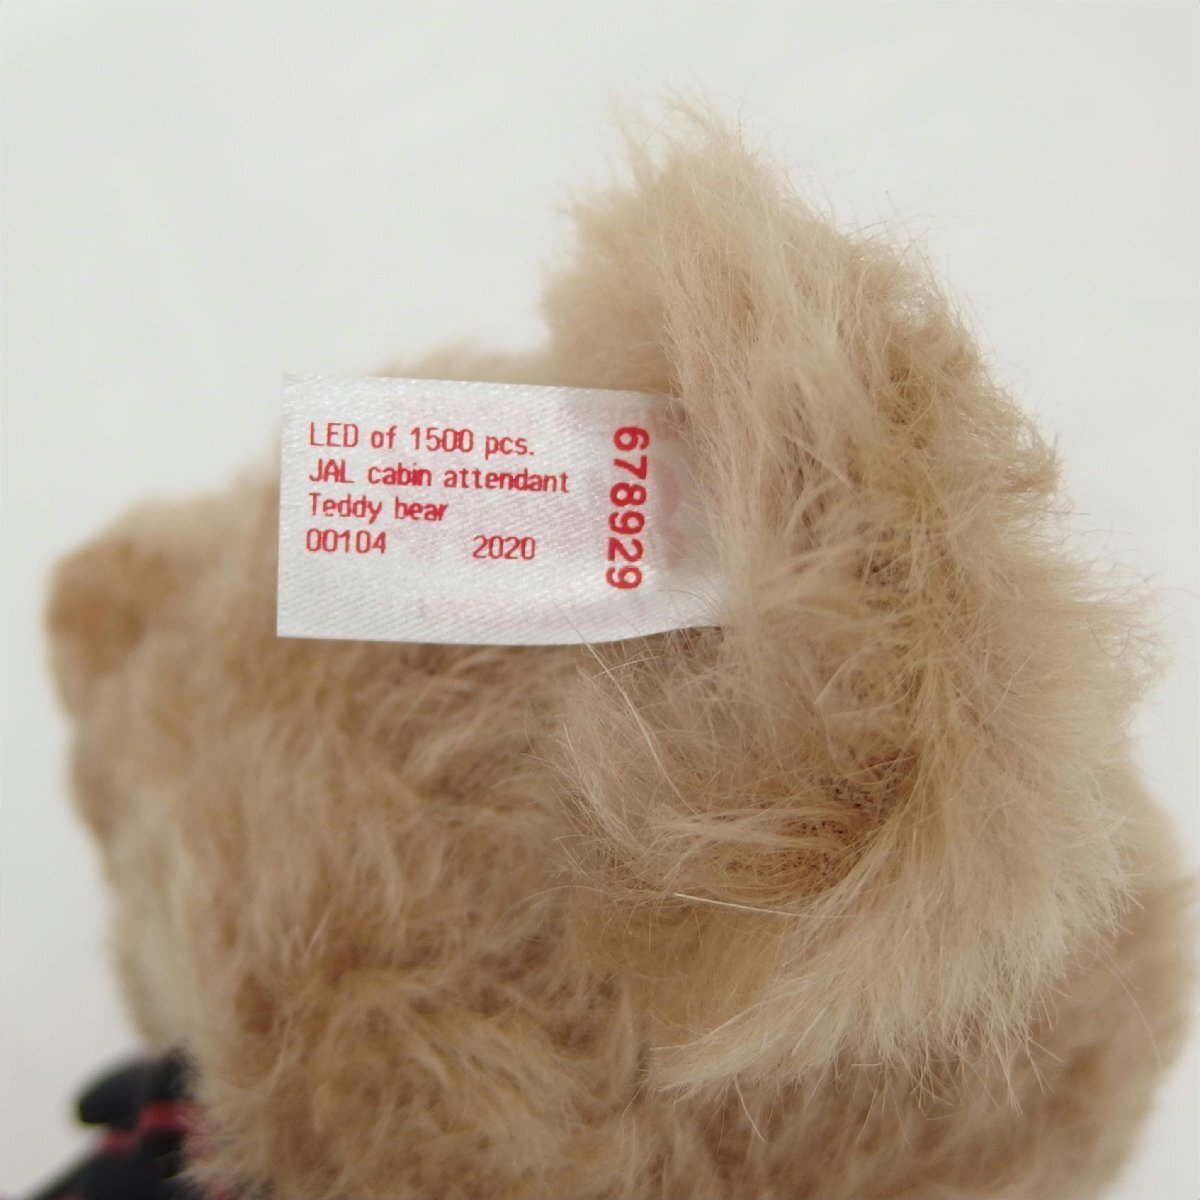 LED of 1500 pcs.
JAL cabin attendant
Teddy bear
00104 2020
678929